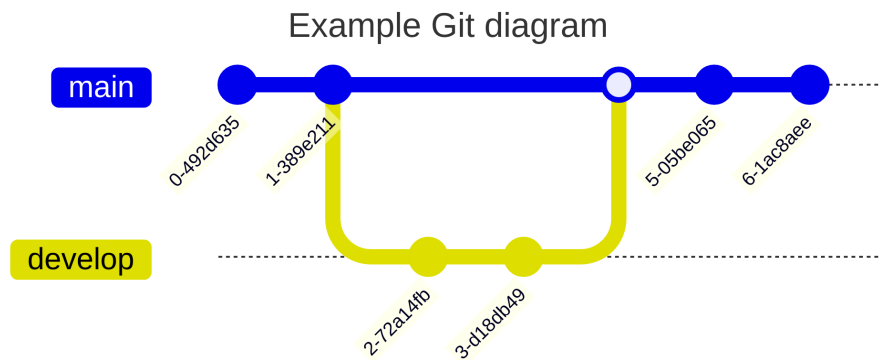 Example Git diagram
main
0-492d635
1-389e211
5-05be065
6-1ac8aee
develop
2-72a14fb
3-d18db49